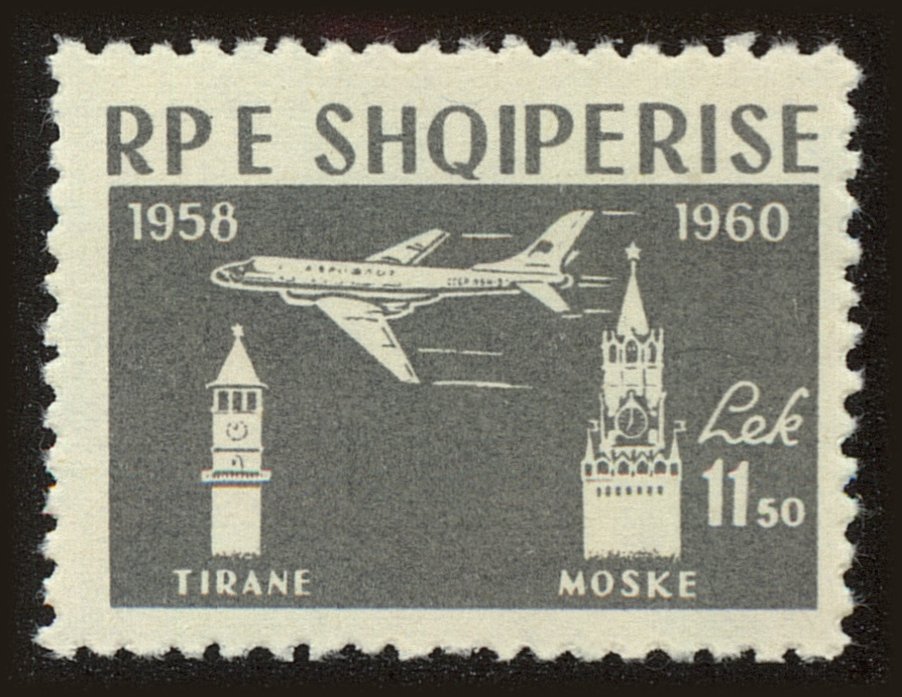 RP E SHQIPERISE
1958 1960
Lek
11 50
TIRANE MOSKE